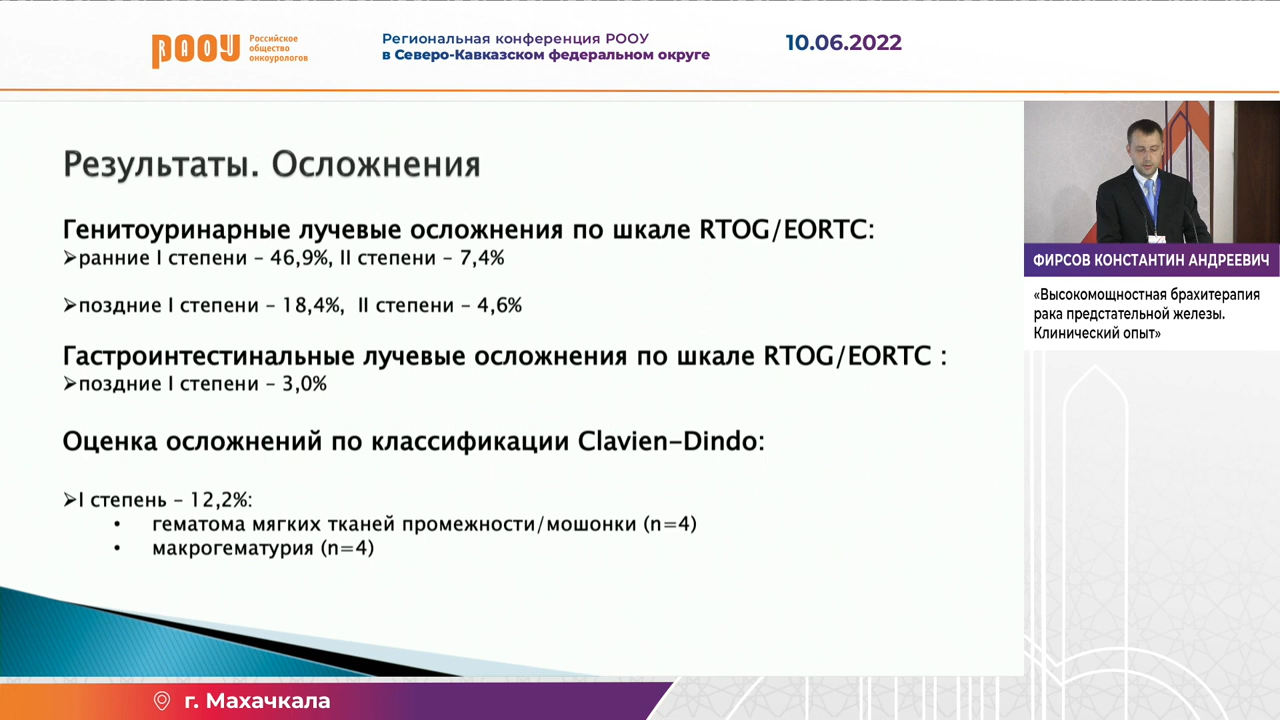 РООУ
Российское
общество
онкоурологов
Региональная конференция РООУ
в Северо-Кавказском федеральном округе
10.06.2022
Результаты. Осложнения
Генитоуринарные лучевые осложнения по шкале RTOG/EORTC:
➢ранние I степени – 46,9%, II степени – 7,4%
➢поздние I степени – 18,4%, II степени – 4,6%
Гастроинтестинальные лучевые осложнения по шкале RTOG/EORTC :
➢поздние I степени – 3,0%
Оценка осложнений по классификации Clavien-Dindo:
➢I степень – 12,2%:
• гематома мягких тканей промежности/мошонки (n=4)
• макрогематурия (n=4)
ФИРСОВ КОНСТАНТИН АНДРЕЕВИЧ
«Высокомощностная брахитерапия
рака предстательной железы.
Клинический опыт»
г. Махачкала